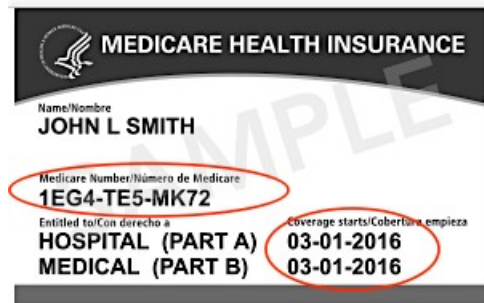 MEDICARE HEALTH INSURANCE
SAMPLE
Name/Nombre
JOHN L SMITH
Medicare Number/Número de Medicare
1EG4-TE5-MK72
Entitled to/Con derecho a Coverage starts/Cobertura empieza
HOSPITAL (PART A) 03-01-2016
MEDICAL (PART B) 03-01-2016